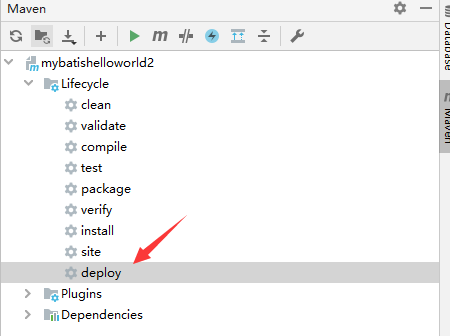 Maven
mybatishelloworld2
Lifecycle
clean
validate
compile
test
package
verify
install
site
deploy
Plugins
Dependencies
Database
Maven